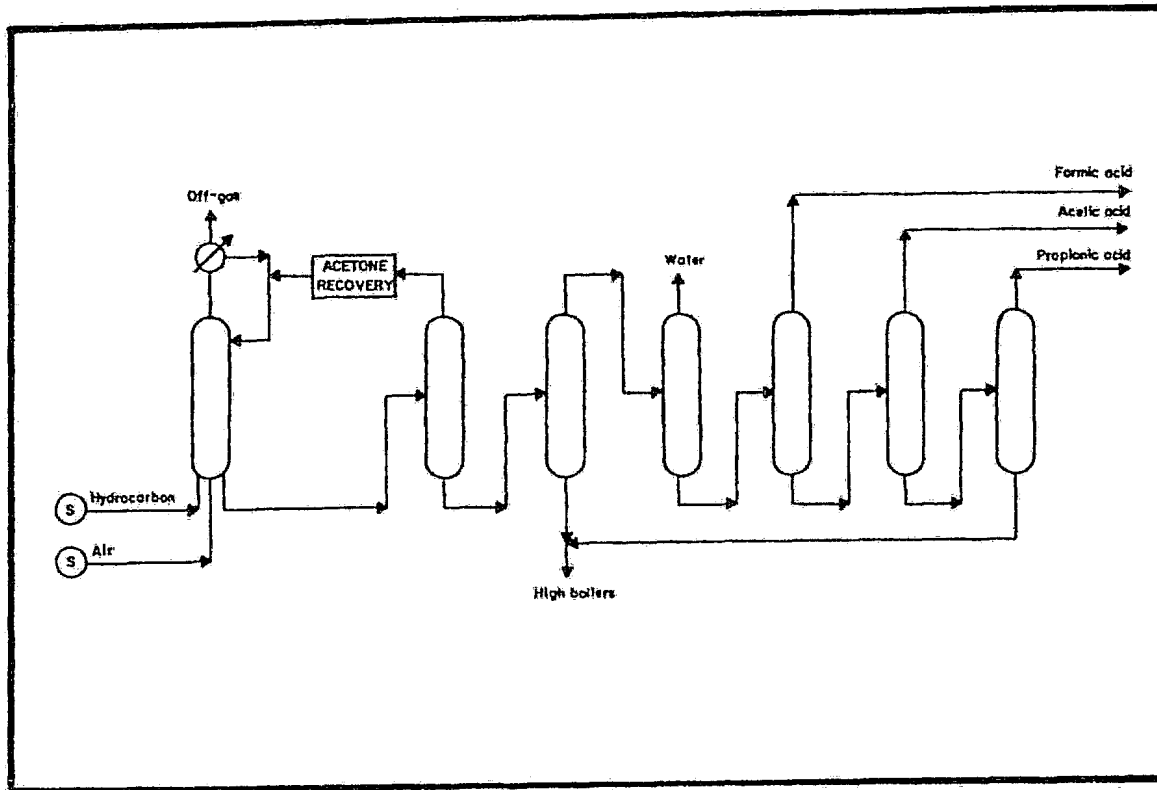 Formic acid
Acetic acid
Off-gas
Propionic acid
Water
ACETONE
RECOVERY
S
Hydrocarbon
S
Air
High boilers